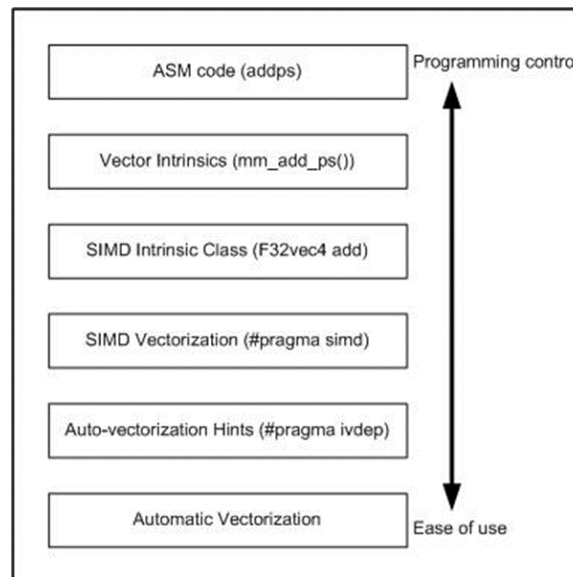 ASM code (addps)
Programming contro
Vector Intrinsics (mm_add_ps())
SIMD Intrinsic Class (F32vec4 add)
SIMD Vectorization (#pragma simd)
Auto-vectorization Hints (#pragma ivdep)
Automatic Vectorization
Ease of use